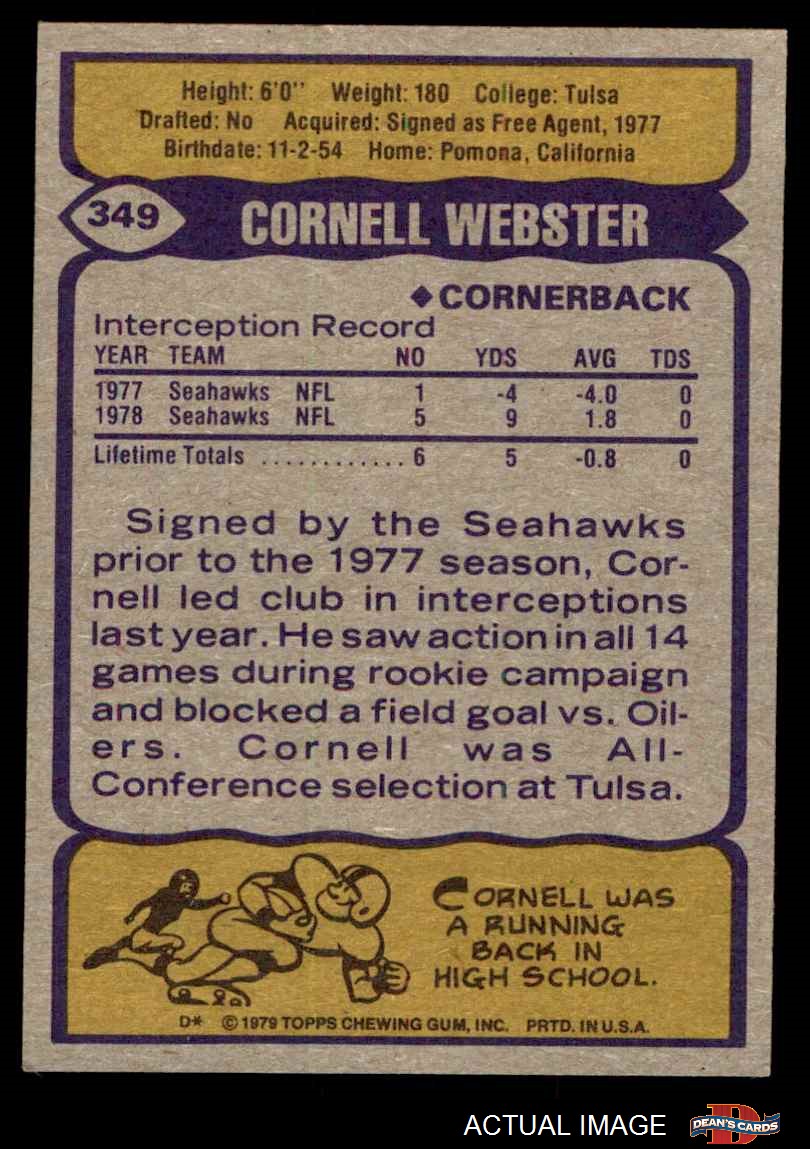 Height: 6'0'' Weight: 180 College: Tulsa
Drafted: No Acquired: Signed as Free Agent, 1977
Birthdate: 11-2-54 Home: Pomona, California
349 CORNELL WEBSTER
◆CORNERBACK
Interception Record
YEAR TEAM NO YDS AVG TDS
1977 Seahawks NFL 1 -4 -4.0 0
1978 Seahawks NFL 5 9 1.8 0
Lifetime Totals ............ 6 5 -0.8 0
Signed by the Seahawks
prior to the 1977 season, Cor-
nell led club in interceptions
last year. He saw action in all 14
games during rookie campaign
and blocked a field goal vs. Oil-
ers. Cornell was All-
Conference selection at Tulsa.
CORNELL WAS
A RUNNING
BACK IN
HIGH SCHOOL.
D* © 1979 TOPPS CHEWING GUM, INC. PRTD. IN U.S.A.
ACTUAL IMAGE
D
DEAN'S CARDS